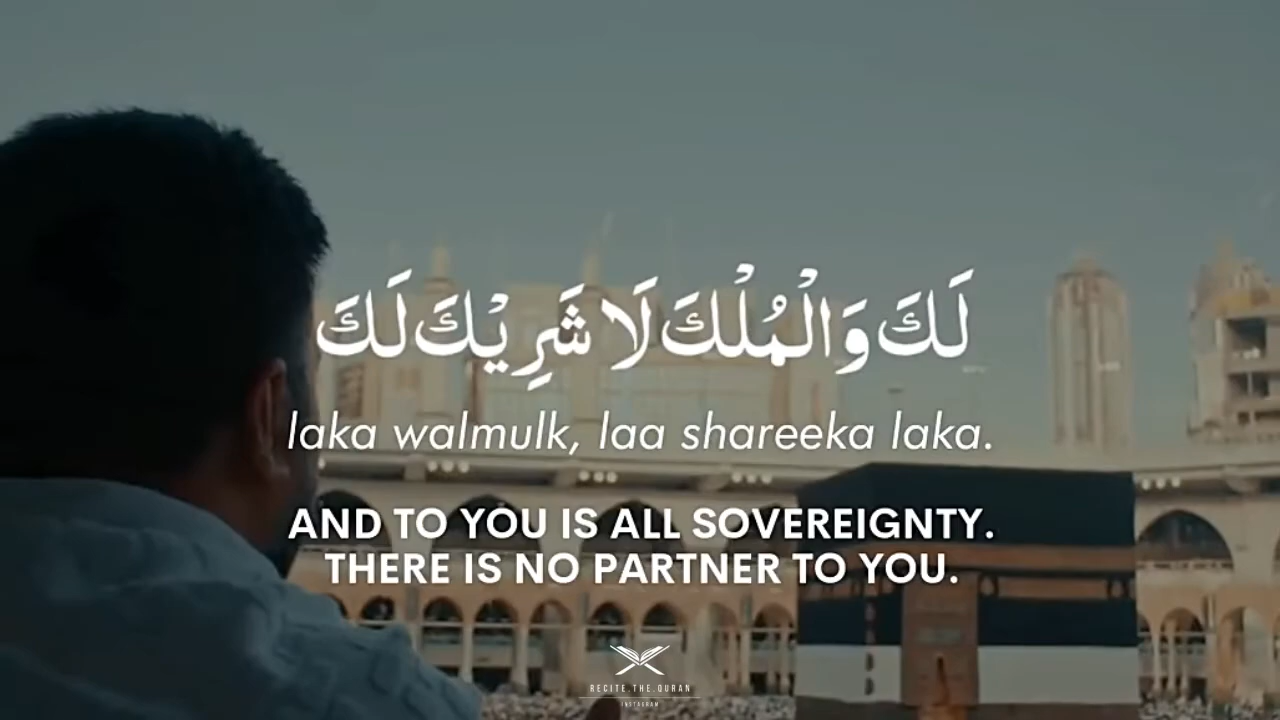 لَكَ وَالْمُلْكَ لَا شَرِيْكَ لَكَ
laka walmulk, laa shareeka laka.
AND TO YOU IS ALL SOVEREIGNTY.
THERE IS NO PARTNER TO YOU.
RECITE.THE.QURAN
INSTAGRAM